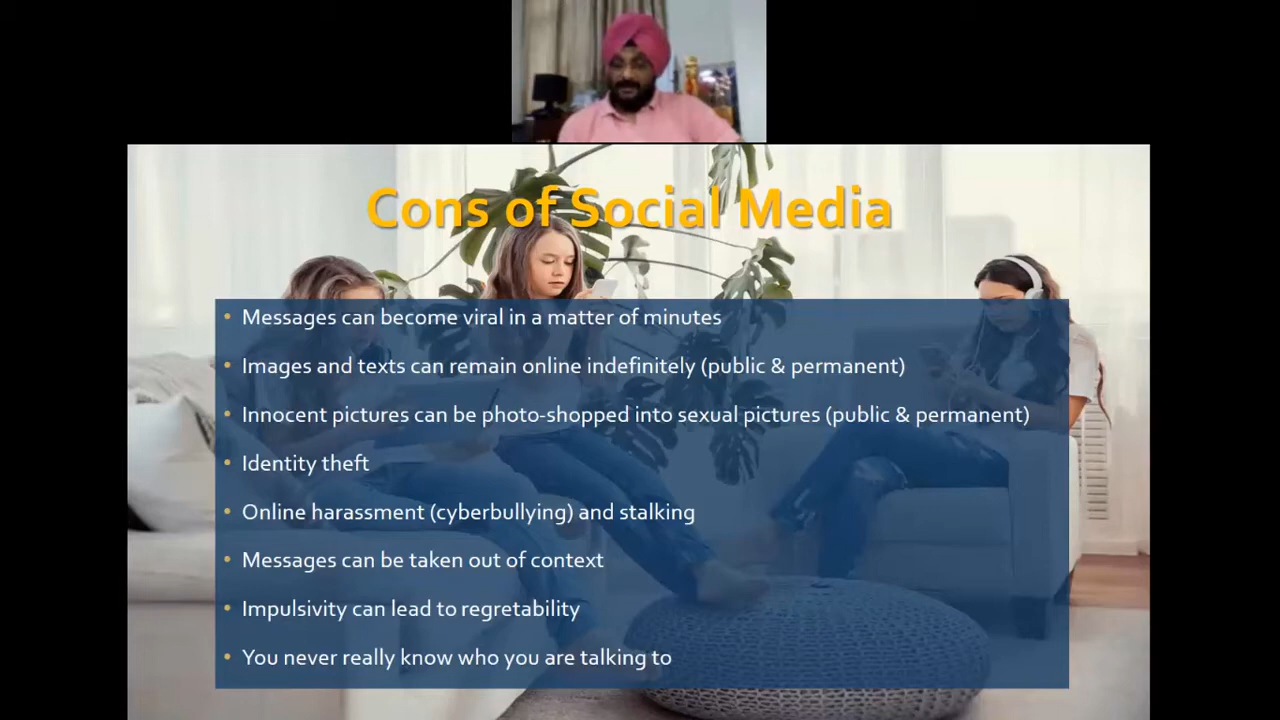 Cons of Social Media
• Messages can become viral in a matter of minutes
• Images and texts can remain online indefinitely (public & permanent)
• Innocent pictures can be photo-shopped into sexual pictures (public & permanent)
• Identity theft
• Online harassment (cyberbullying) and stalking
• Messages can be taken out of context
• Impulsivity can lead to regretability
• You never really know who you are talking to